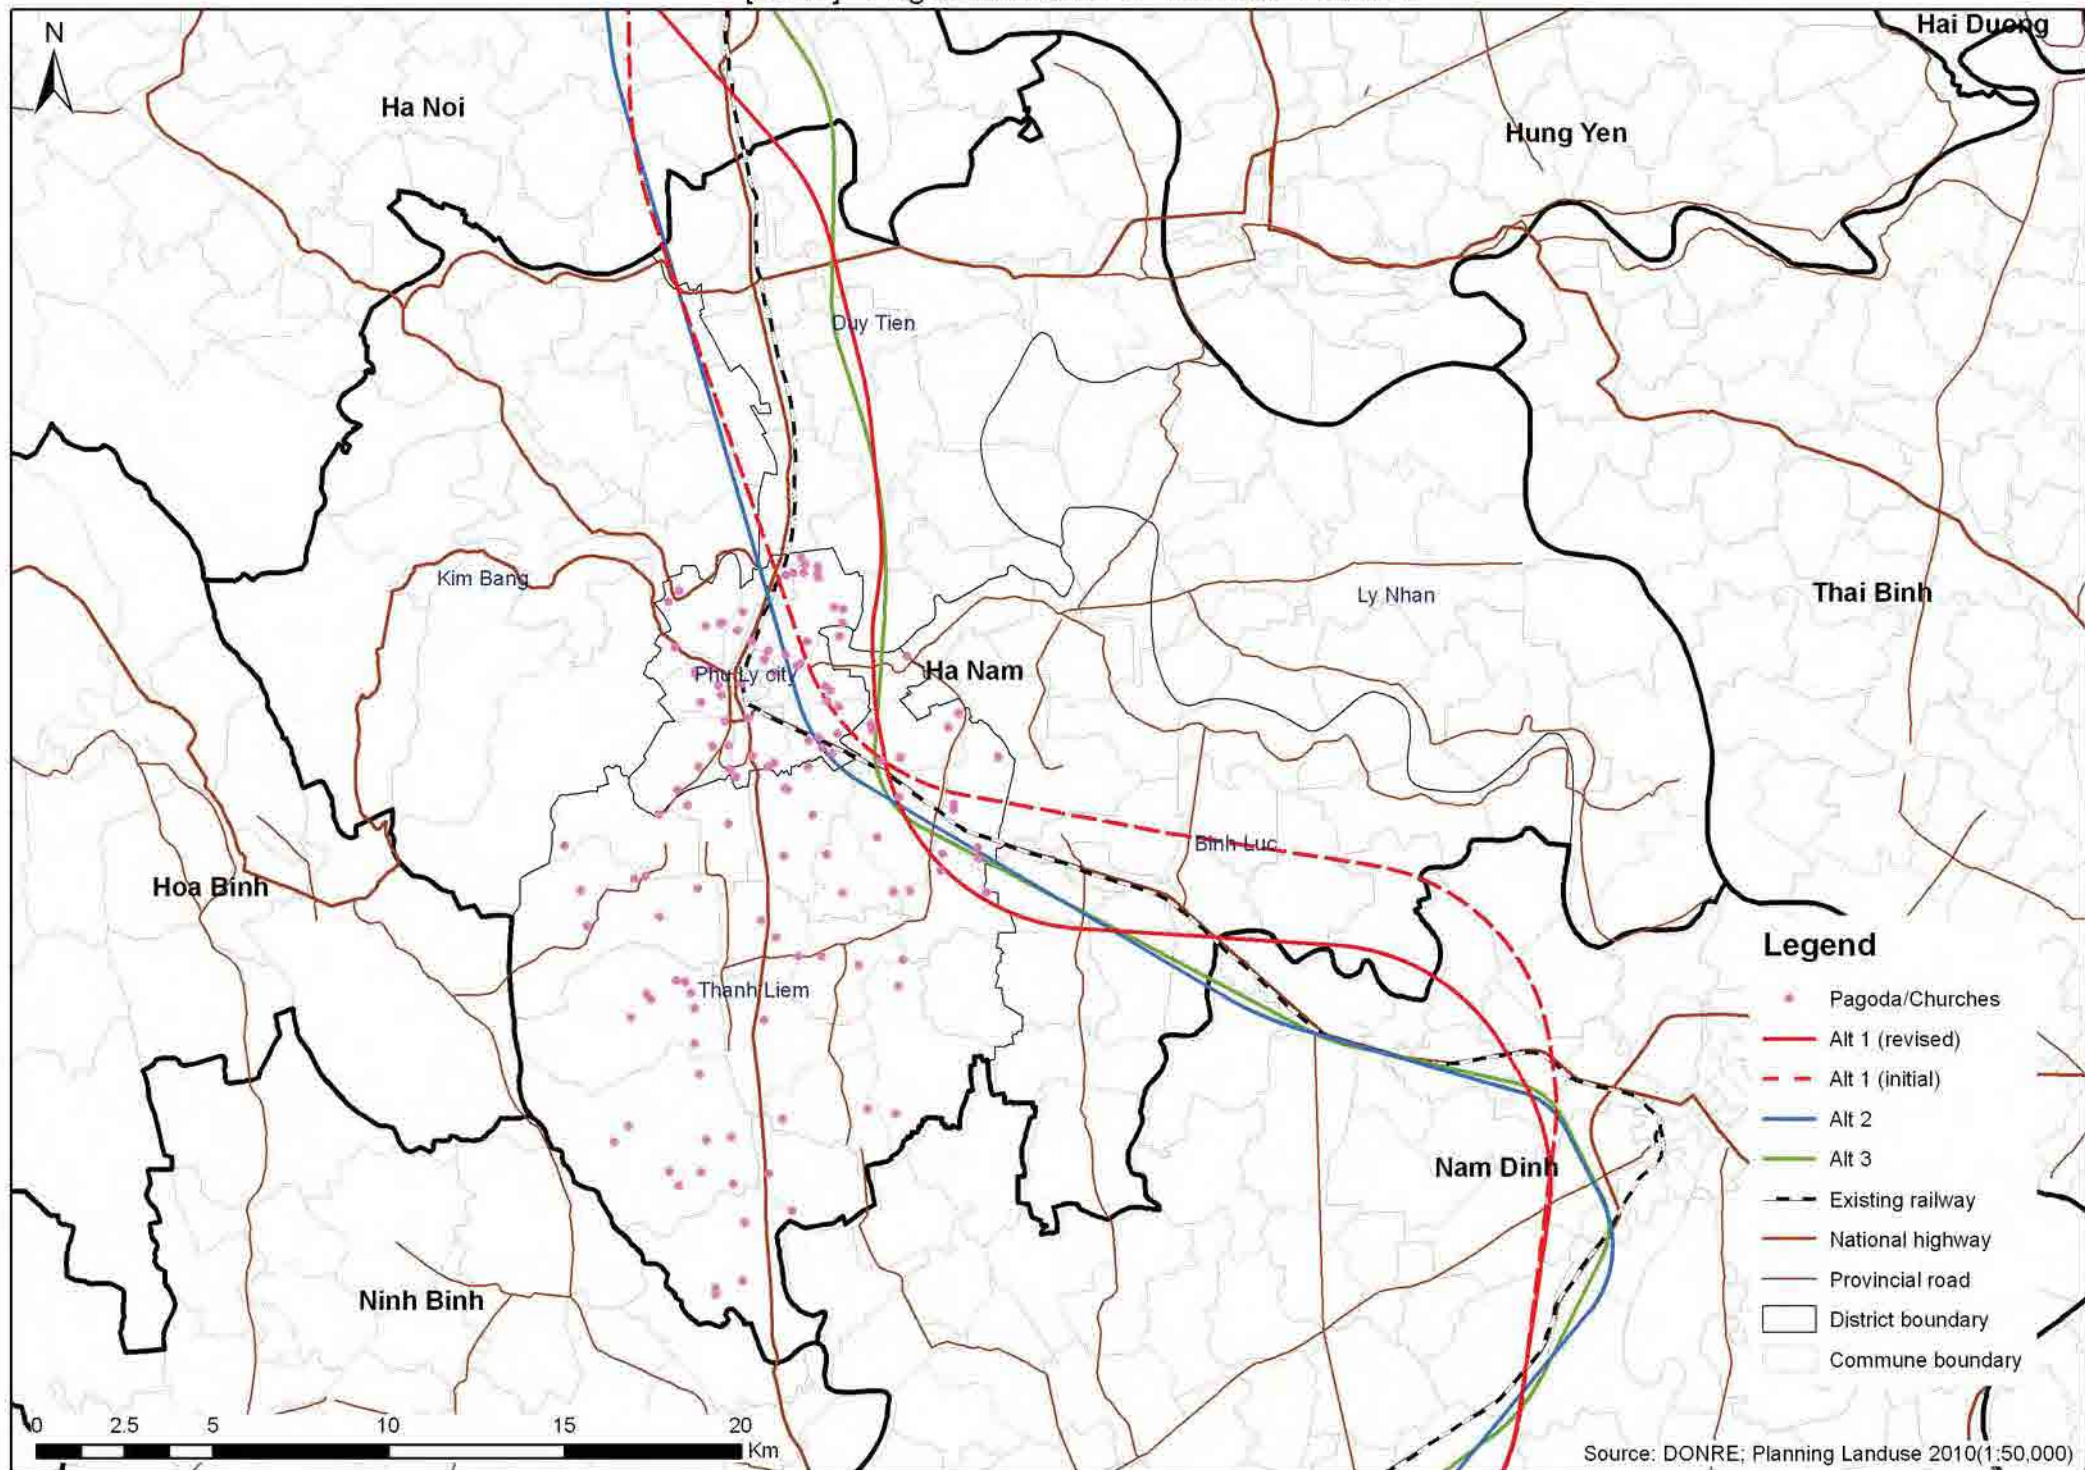 N
Hai Duong
Ha Noi
Hung Yen
Duy Tien
Kim Bang
Ly Nhan
Thai Binh
Phu Ly city
Ha Nam
Binh Luc
Hoa Binh
Thanh Liem
Nam Dinh
Ninh Binh
Legend
Pagoda/Churches
Alt 1 (revised)
Alt 1 (initial)
Alt 2
Alt 3
Existing railway
National highway
Provincial road
District boundary
Commune boundary
0 2.5 5 10 15 20
Km
Source: DONRE; Planning Landuse 2010(1:50,000)